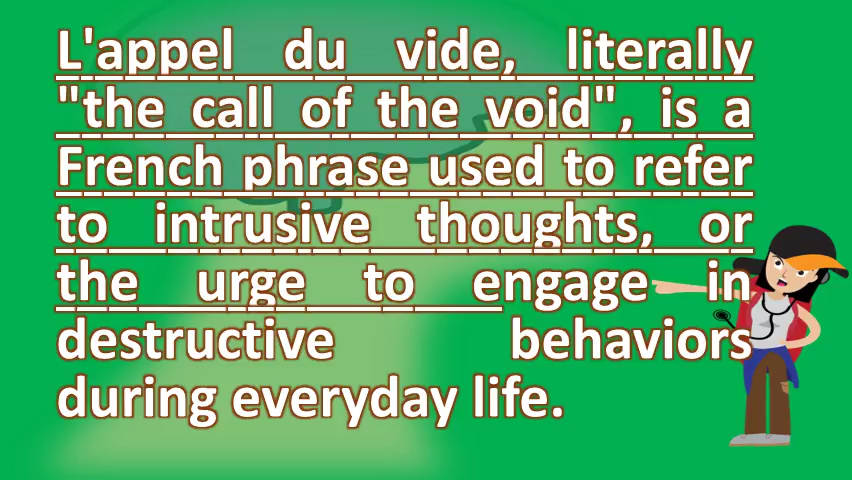 L'appel du vide, literally
"the call of the void", is a
French phrase used to refer
to intrusive thoughts, or
the urge to engage in
destructive behaviors
during everyday life.